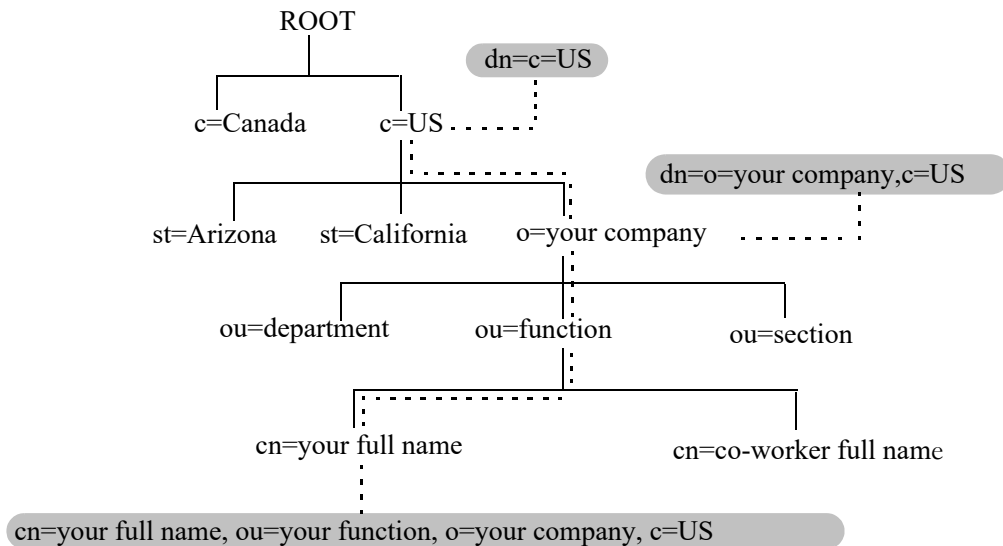 ROOT
dn=c=US
c=Canada
c=US
dn=o=your company,c=US
st=Arizona
st=California
o=your company
ou=department
ou=function
ou=section
cn=your full name
cn=co-worker full name
cn=your full name, ou=your function, o=your company, c=US